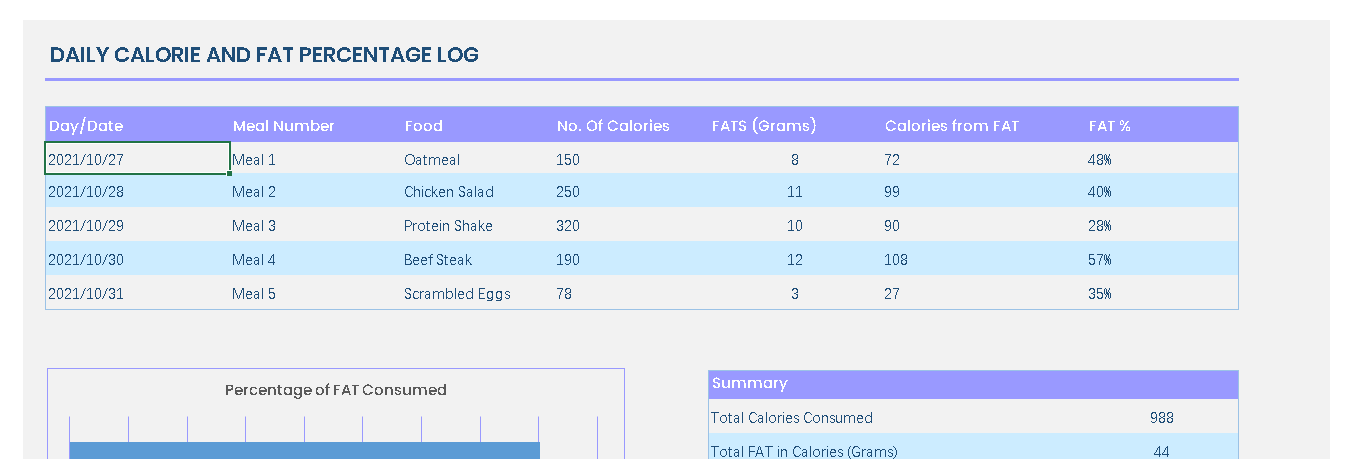 DAILY CALORIE AND FAT PERCENTAGE LOG
Day/Date Meal Number Food No. Of Calories FATS (Grams) Calories from FAT FAT %
2021/10/27 Meal 1 Oatmeal 150 8 72 48%
2021/10/28 Meal 2 Chicken Salad 250 11 99 40%
2021/10/29 Meal 3 Protein Shake 320 10 90 28%
2021/10/30 Meal 4 Beef Steak 190 12 108 57%
2021/10/31 Meal 5 Scrambled Eggs 78 3 27 35%
Percentage of FAT Consumed
Summary
Total Calories Consumed 988
Total FAT in Calories (Grams) 44